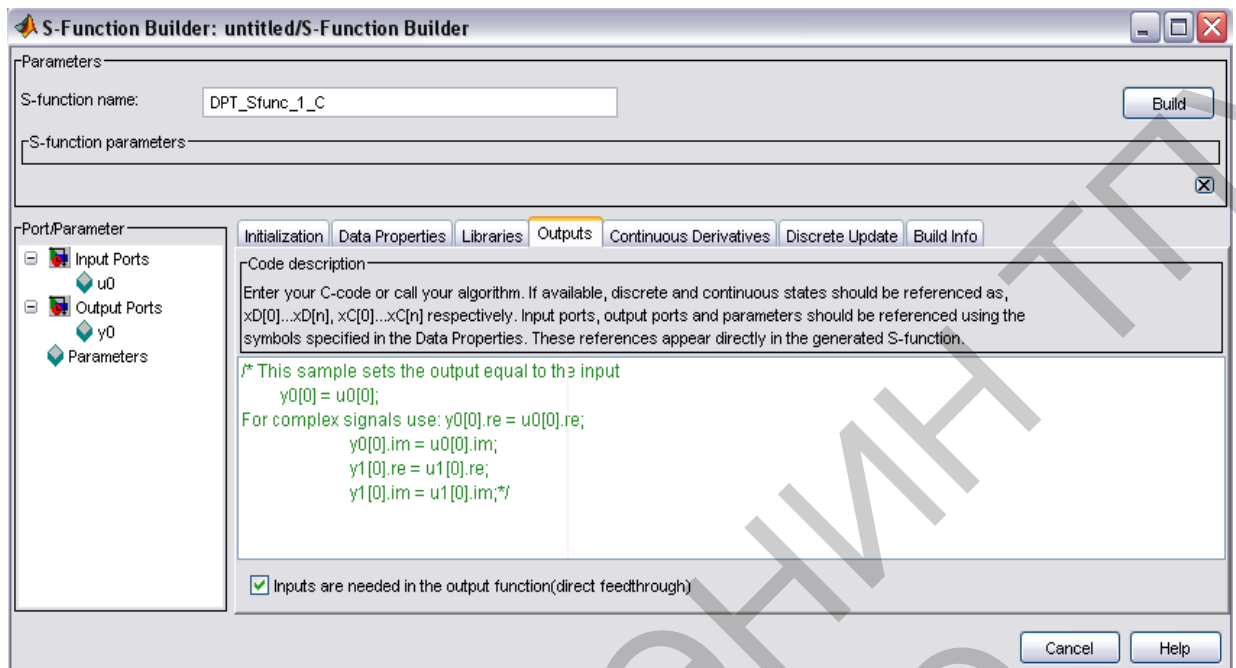 S-Function Builder: untitled/S-Function Builder
Parameters
S-function name: DPT_Sfunc_1_C Build
S-function parameters
Port/Parameter
Input Ports
u0
Output Ports
y0
Parameters
Initialization Data Properties Libraries Outputs Continuous Derivatives Discrete Update Build Info
Code description
Enter your C-code or call your algorithm. If available, discrete and continuous states should be referenced as,
xD[0]...xD[n], xC[0]...xC[n] respectively. Input ports, output ports and parameters should be referenced using the
symbols specified in the Data Properties. These references appear directly in the generated S-function.
/* This sample sets the output equal to the input
y0[0] = u0[0];
For complex signals use: y0[0].re = u0[0].re;
y0[0].im = u0[0].im;
y1[0].re = u1[0].re;
y1[0].im = u1[0].im;*/
Inputs are needed in the output function(direct feedthrough)
Cancel Help